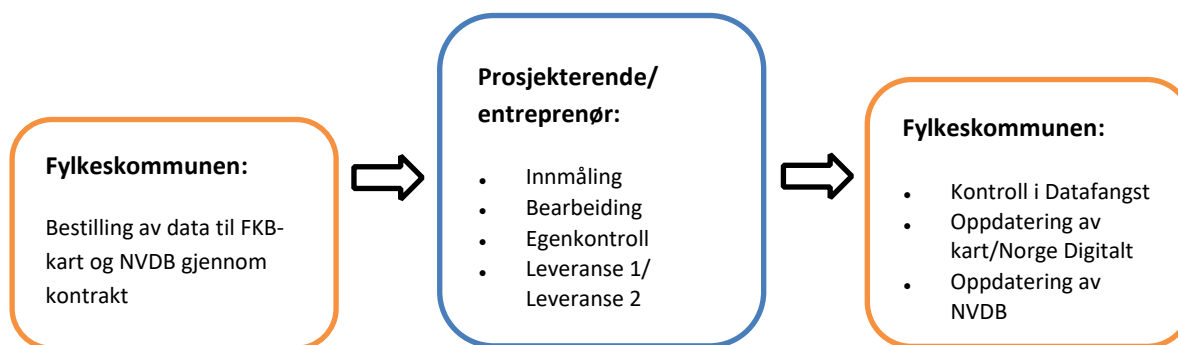 Fylkeskommunen:
Bestilling av data til FKB-
kart og NVDB gjennom
kontrakt
Prosjekterende/
entreprenør:
• Innmåling
• Bearbeiding
• Egenkontroll
• Leveranse 1/
Leveranse 2
Fylkeskommunen:
• Kontroll i Datafangst
• Oppdatering av
kart/Norge Digitalt
• Oppdatering av
NVDB